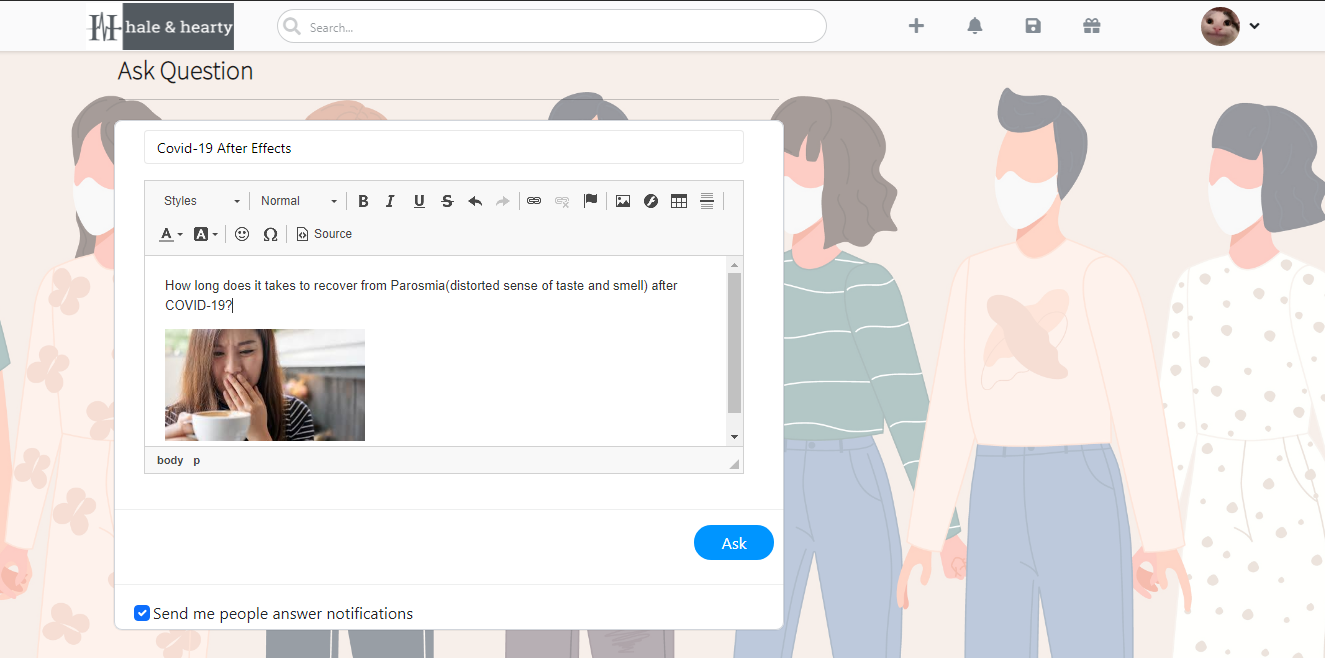 hale & hearty
Search...
Ask Question
Covid-19 After Effects
Styles Normal B I U S
A A Ω Source
How long does it takes to recover from Parosmia(distorted sense of taste and smell) after
COVID-19?
body p
Ask
Send me people answer notifications